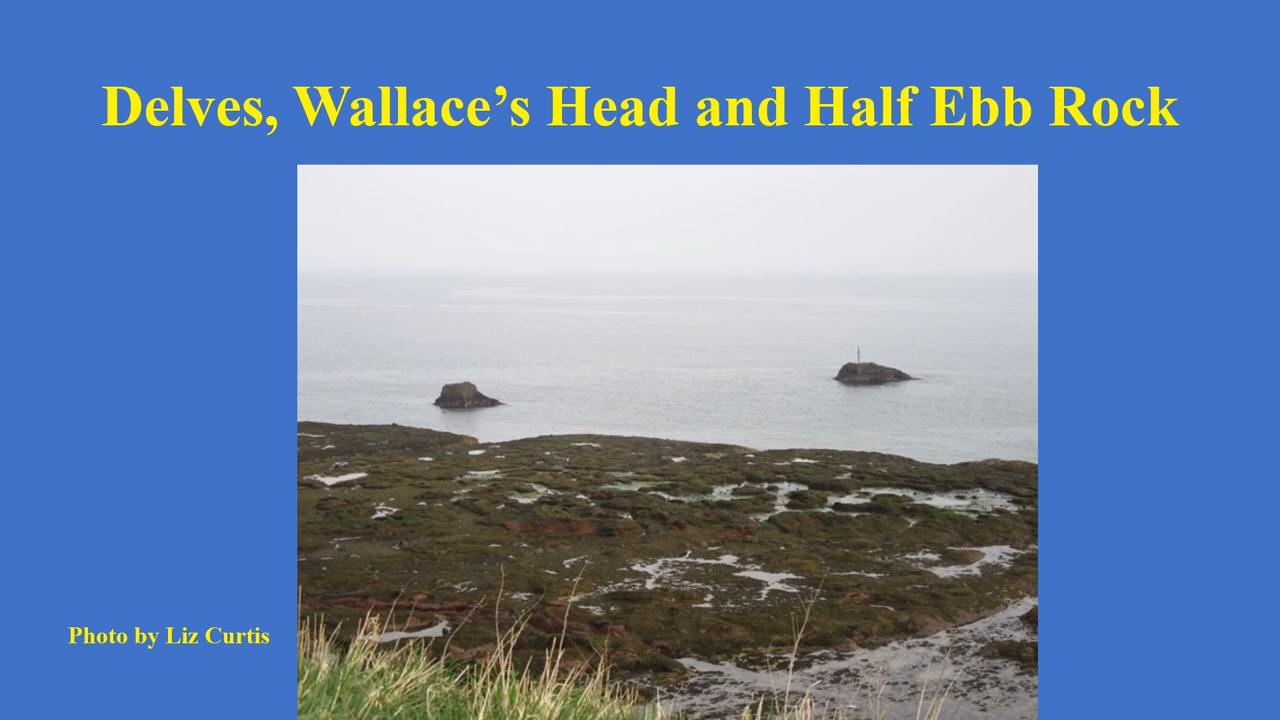 Delves, Wallace’s Head and Half Ebb Rock
Photo by Liz Curtis